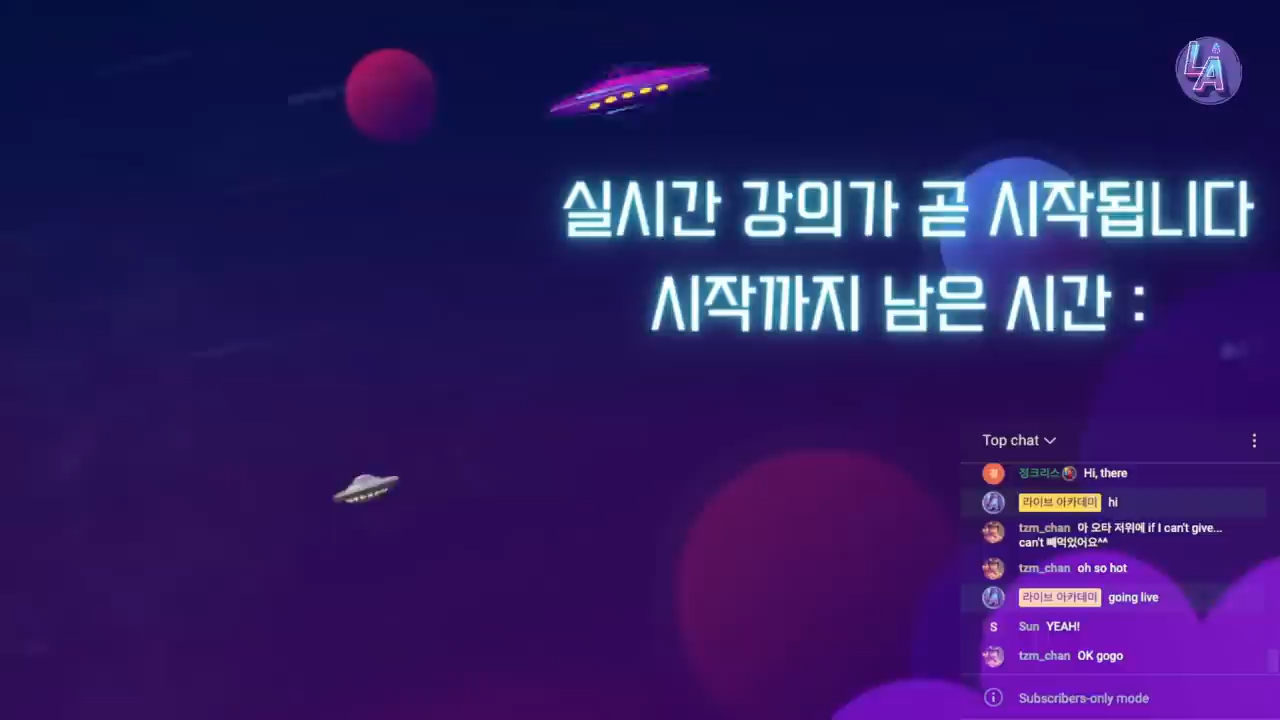 LA
실시간 강의가 곧 시작됩니다
시작까지 남은 시간 :
Top chat
정크리스 Hi, there
라이브 아카데미 hi
tzm_chan 아 오타 저위에 if I can't give...
can't 빼먹있어요^^
tzm_chan oh so hot
라이브 아카데미 going live
S Sun YEAH!
tzm_chan OK gogo
Subscribers-only mode